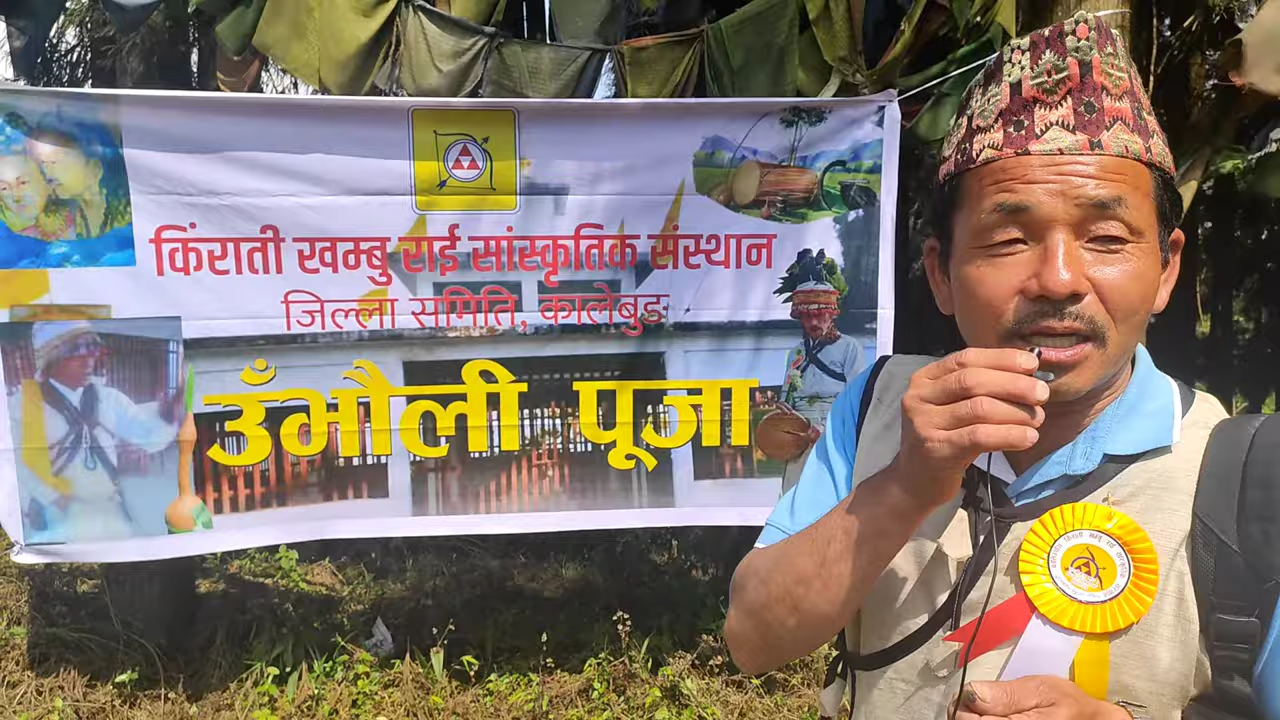 किंराती खम्बु राई सांस्कृतिक संस्थान
जिल्ला समिति, कालेबुङ
उँभौली पूजा